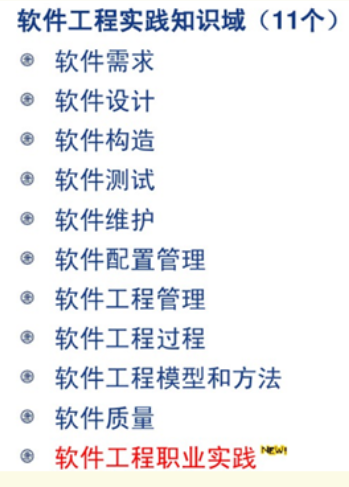 软件工程实践知识域（11个）
软件需求
软件设计
软件构造
软件测试
软件维护
软件配置管理
软件工程管理
软件工程过程
软件工程模型和方法
软件质量
软件工程职业实践 NEW!